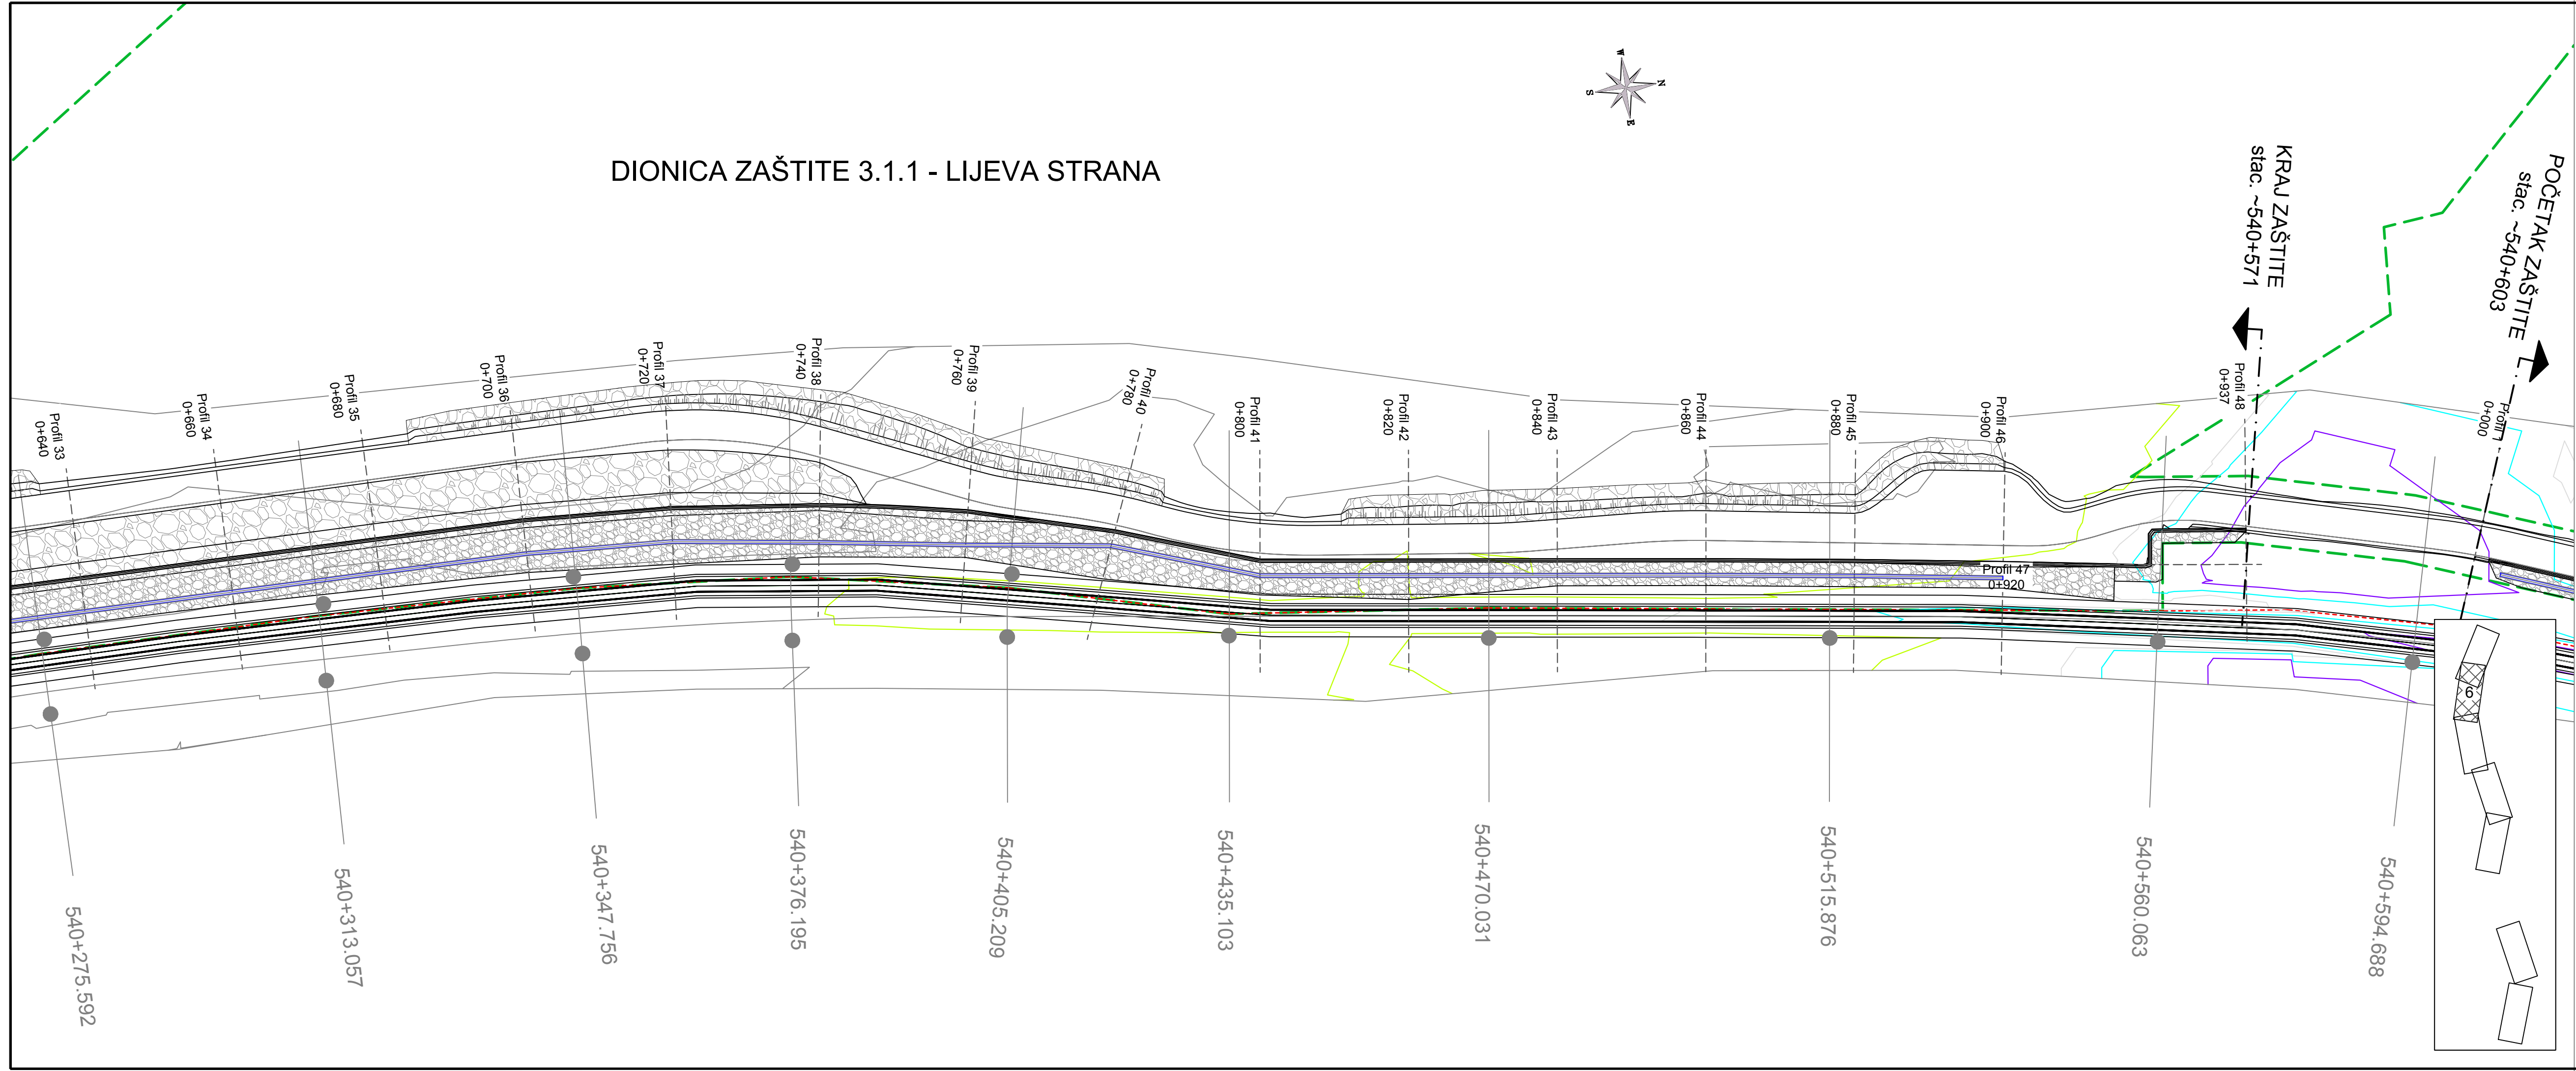 W
N
S
E
DIONICA ZAŠTITE 3.1.1 - LIJEVA STRANA
KRAJ ZAŠTITE
stac. ~540+571
POČETAK ZAŠTITE
stac. ~540+603
Profil 33
0+640
Profil 34
0+660
Profil 35
0+680
Profil 36
0+700
Profil 37
0+720
Profil 38
0+740
Profil 39
0+760
Profil 40
0+780
Profil 41
0+800
Profil 42
0+820
Profil 43
0+840
Profil 44
0+860
Profil 45
0+880
Profil 46
0+900
Profil 47
0+920
Profil 48
0+937
Profil 1
0+000
6
540+275.592
540+313.057
540+347.756
540+376.195
540+405.209
540+435.103
540+470.031
540+515.876
540+560.063
540+594.688